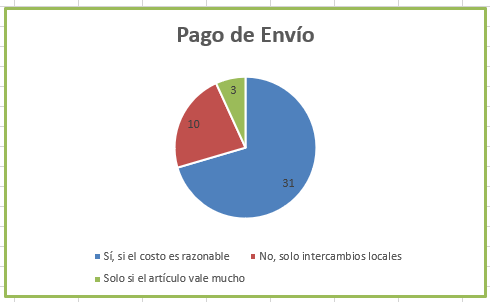 Pago de Envío
3
10
31
Sí, si el costo es razonable
No, solo intercambios locales
Solo si el artículo vale mucho